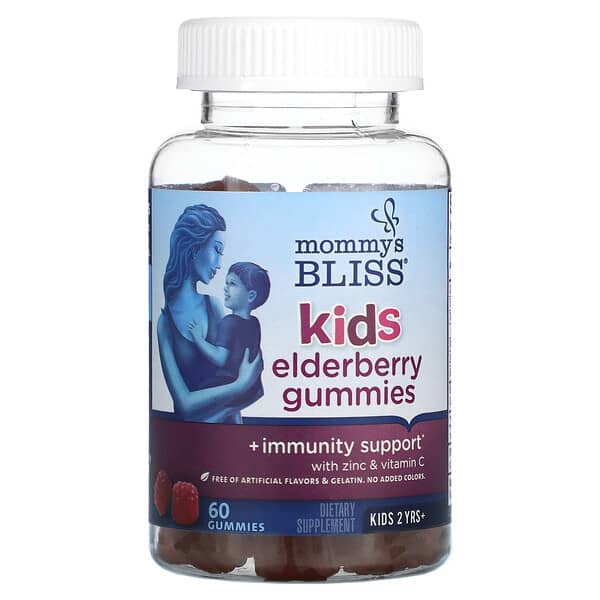 mommy's
BLISS®
kids
elderberry
gummies
+ immunity support*
with zinc & vitamin C
FREE OF ARTIFICIAL FLAVORS & GELATIN. NO ADDED COLORS.
60
GUMMIES
DIETARY
SUPPLEMENT
KIDS 2 YRS+